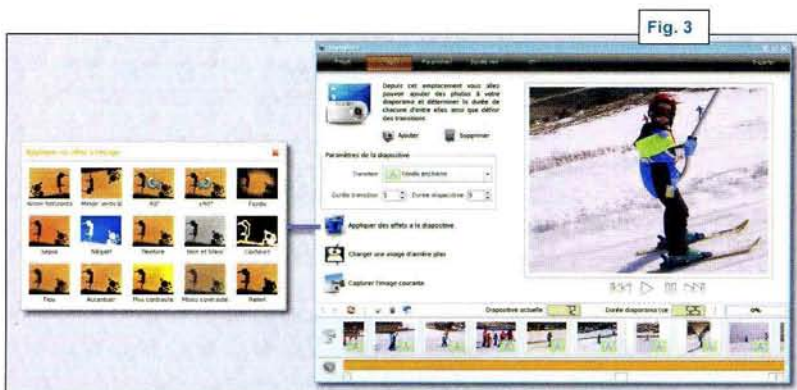 Fig. 3
Depuis cet emplacement vous allez
pouvoir ajouter des photos à votre
diaporama et déterminer la durée de
chacune d'entre elles ainsi que définir
des transitions
Ajouter
Supprimer
Paramètres de la diapositive
Transition
Fondu enchaîné
Durée transition
Durée diapositive
Appliquer des effets à la diapositive
Charger une image d'arrière plan
Capturer l'image courante
Diapositive actuelle
Durée diaporama
0%
Appliquer un effet à l'image
Miroir horizontal
Miroir vertical
90°
Fondu
Sépia
Négatif
Noir et blanc
Contours
Flou
Accentuer
Plus contrasté
Moins contrasté
Relief